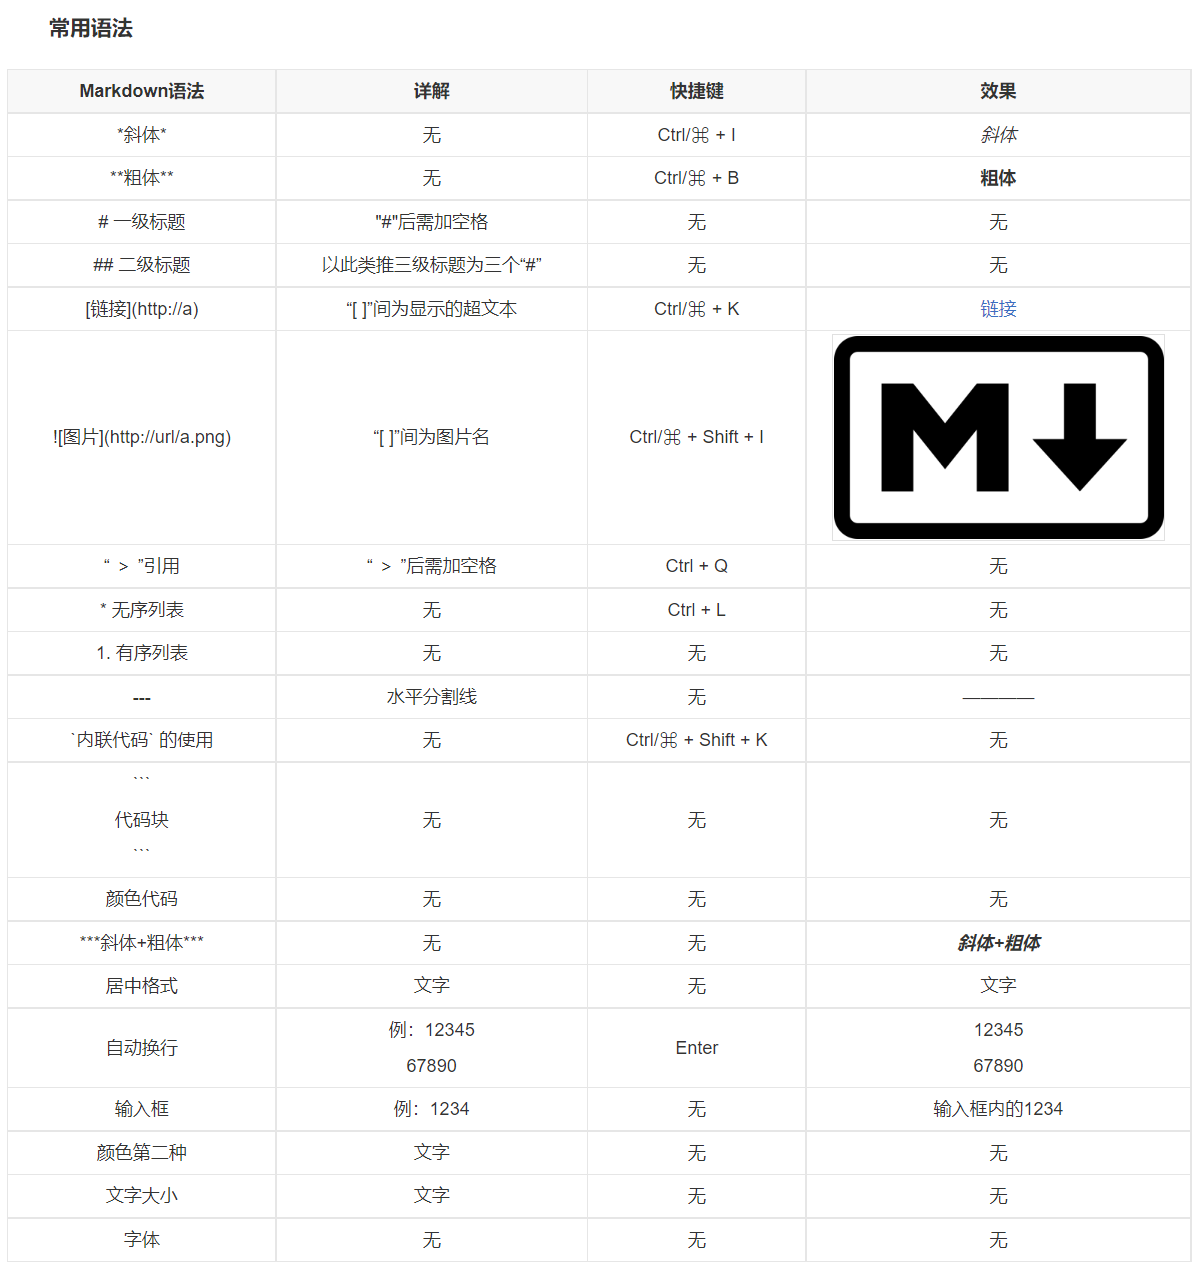 常用语法
Markdown语法 详解 快捷键 效果
*斜体* 无 Ctrl/⌘ + I 斜体
**粗体** 无 Ctrl/⌘ + B 粗体
# 一级标题 "#"后需加空格 无 无
## 二级标题 以此类推三级标题为三个“#” 无 无
[链接](http://a) “[ ]”间为显示的超文本 Ctrl/⌘ + K 链接
![图片](http://url/a.png) “[ ]”间为图片名 Ctrl/⌘ + Shift + I M
“ > ”引用 “ > ”后需加空格 Ctrl + Q 无
* 无序列表 无 Ctrl + L 无
1. 有序列表 无 无 无
--- 水平分割线 无 ————
`内联代码` 的使用 无 Ctrl/⌘ + Shift + K 无
```
代码块 无 无 无
```
颜色代码 无 无 无
***斜体+粗体*** 无 无 斜体+粗体
居中格式 文字 无 文字
自动换行 例：12345 Enter 12345
67890 67890
输入框 例：1234 无 输入框内的1234
颜色第二种 文字 无 无
文字大小 文字 无 无
字体 无 无 无